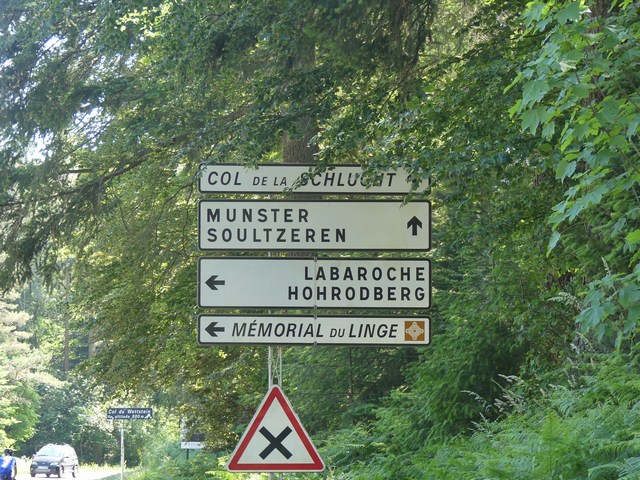 COL DE LA SCHLUCHT
MUNSTER
SOULTZEREN
LABAROCHE
HOHRODBERG
MÉMORIAL DU LINGE
Col du Wettstein